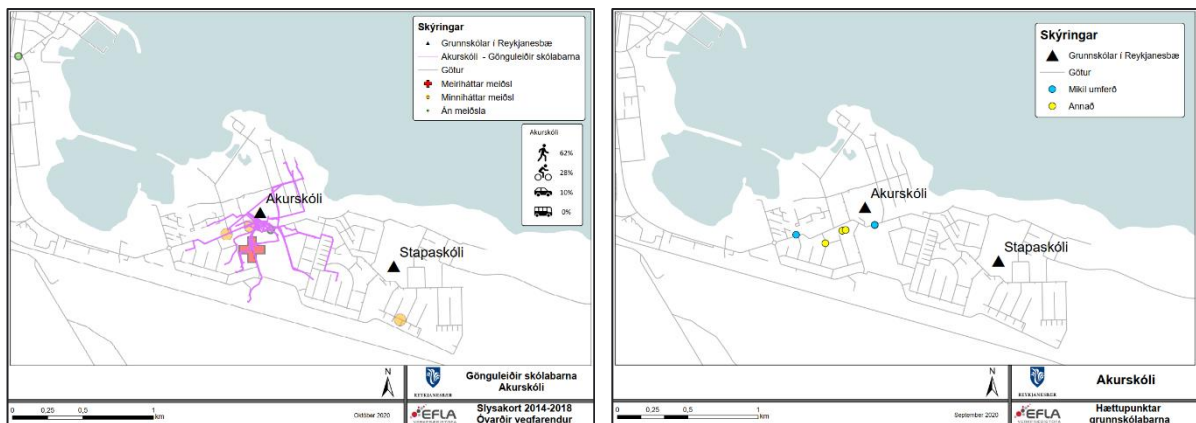 Skýringar
Grunnskólar í Reykjanesbæ
Akurskóli - Gönguleiðir skólabarna
Götur
Meiriháttar meiðsl
Minniháttar meiðsl
Án meiðsla
Akurskóli
62%
28%
10%
0%
Akurskóli
Stapaskóli
N
REYKJANESBÆR
Gönguleiðir skólabarna
Akurskóli
0 0,25 0,5 1
km
Október 2020
EFLA
Slysakort 2014-2018
Óvarðir vegfarendur
Skýringar
Grunnskólar í Reykjanesbæ
Götur
Mikil umferð
Annað
Akurskóli
Stapaskóli
N
REYKJANESBÆR
Akurskóli
0 0,25 0,5 1
km
September 2020
EFLA
Hættupunktar
grunnskólabarna